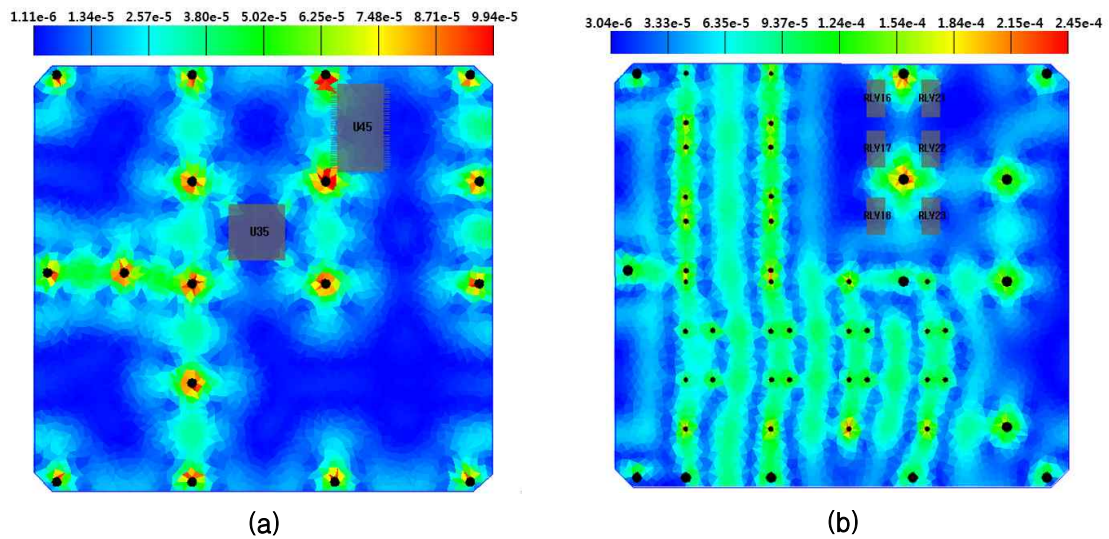 1.11e-6 1.34e-5 2.57e-5 3.80e-5 5.02e-5 6.25e-5 7.48e-5 8.71e-5 9.94e-5
3.04e-6 3.33e-5 6.35e-5 9.37e-5 1.24e-4 1.54e-4 1.84e-4 2.15e-4 2.45e-4
U45
U35
RLY16 RLY21
RLY17 RLY22
RLY18 RLY23
(a)
(b)